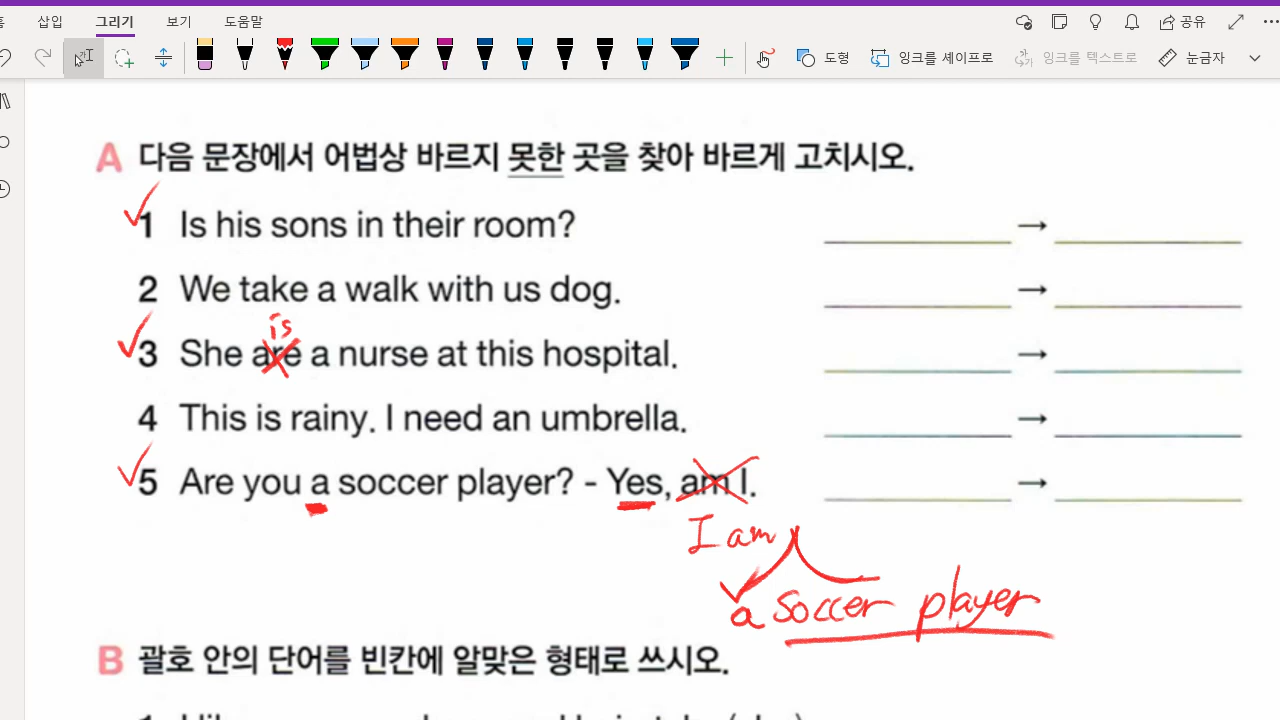 삽입 그리기 보기 도움말 공유
도형 잉크를 셰이프로 잉크를 텍스트로 눈금자
A 다음 문장에서 어법상 바르지 못한 곳을 찾아 바르게 고치시오.
1 Is his sons in their room? →
2 We take a walk with us dog. →
is
3 She are a nurse at this hospital. →
4 This is rainy. I need an umbrella. →
5 Are you a soccer player? - Yes, am I. →
I am
a soccer player
B 괄호 안의 단어를 빈칸에 알맞은 형태로 쓰시오.